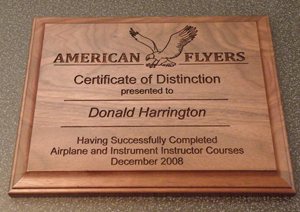 AMERICAN FLYERS
Certificate of Distinction
presented to
Donald Harrington
Having Successfully Completed
Airplane and Instrument Instructor Courses
December 2008